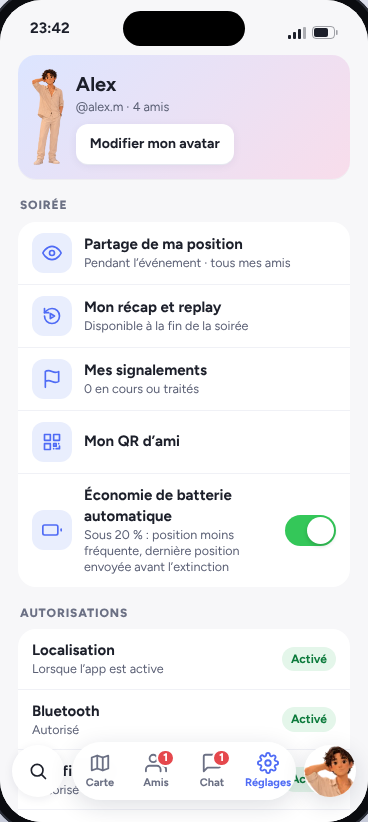 23:42
Alex
@alex.m · 4 amis
Modifier mon avatar
SOIRÉE
Partage de ma position
Pendant l’événement · tous mes amis
Mon récap et replay
Disponible à la fin de la soirée
Mes signalements
0 en cours ou traités
Mon QR d’ami
Économie de batterie
automatique
Sous 20 % : position moins
fréquente, dernière position
envoyée avant l’extinction
AUTORISATIONS
Localisation
Lorsque l’app est active
Activé
Bluetooth
Autorisé
Activé
1
1
Carte
Amis
Chat
Réglages